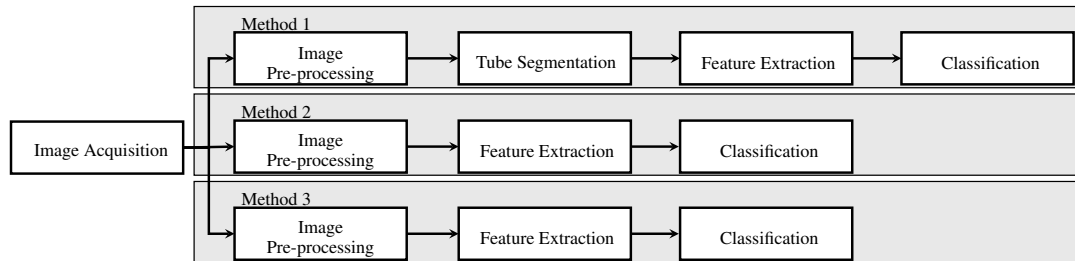 Method 1
Image
Pre-processing
Tube Segmentation
Feature Extraction
Classification
Image Acquisition
Method 2
Image
Pre-processing
Feature Extraction
Classification
Method 3
Image
Pre-processing
Feature Extraction
Classification